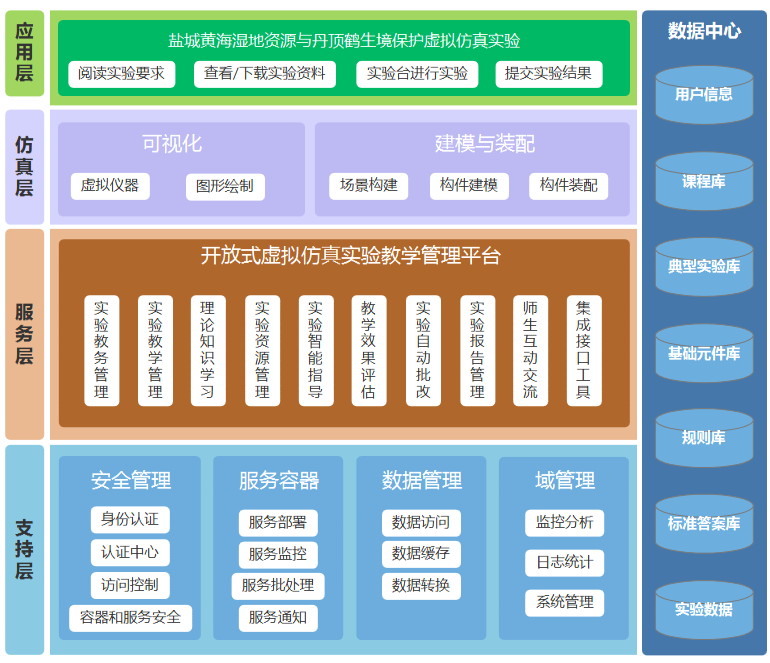 应用层
盐城黄海湿地资源与丹顶鹤生境保护虚拟仿真实验
阅读实验要求
查看/下载实验资料
实验台进行实验
提交实验结果
仿真层
可视化
虚拟仪器
图形绘制
建模与装配
场景构建
构件建模
构件装配
服务层
开放式虚拟仿真实验教学管理平台
实验教务管理
实验教学管理
理论知识学习
实验资源管理
实验智能指导
教学效果评估
实验自动批改
实验报告管理
师生互动交流
集成接口工具
支持层
安全管理
身份认证
认证中心
访问控制
容器和服务安全
服务容器
服务部署
服务监控
服务批处理
服务通知
数据管理
数据访问
数据缓存
数据转换
域管理
监控分析
日志统计
系统管理
数据中心
用户信息
课程库
典型实验库
基础元件库
规则库
标准答案库
实验数据